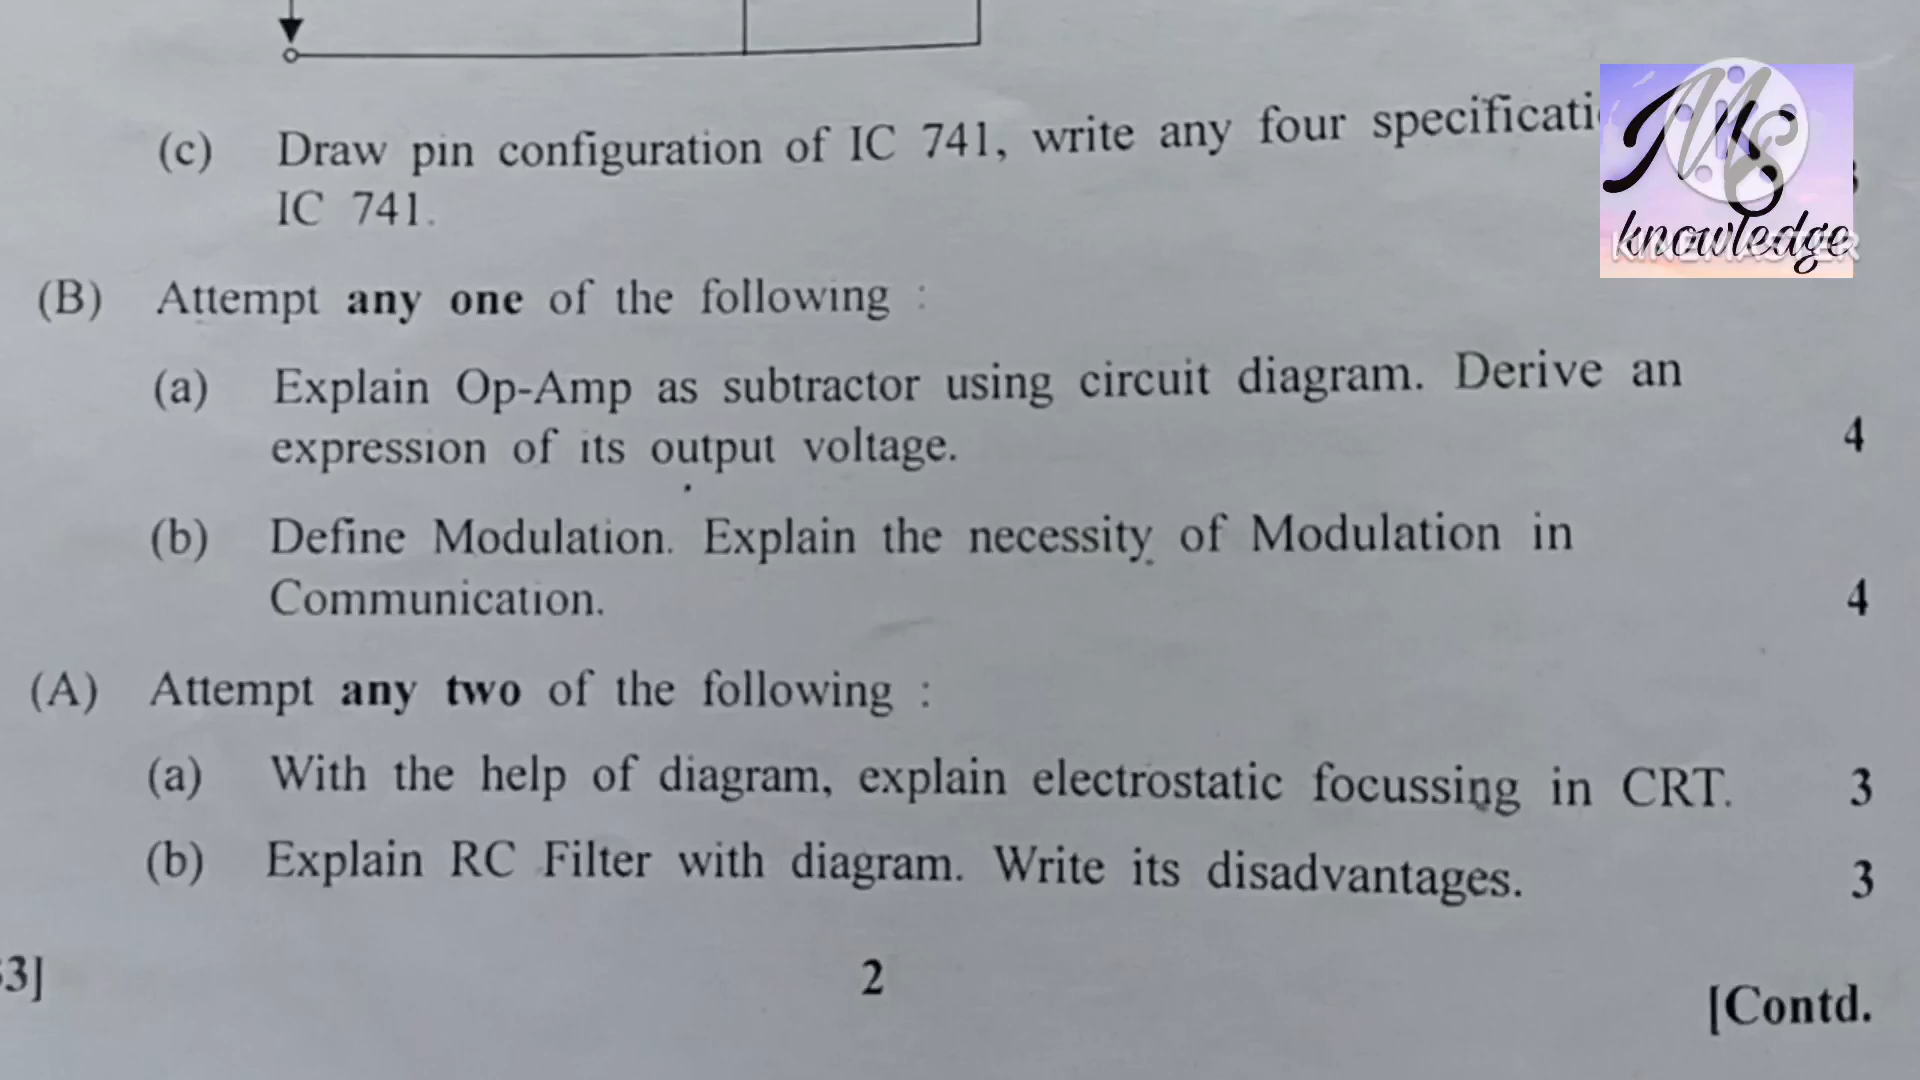 (c) Draw pin configuration of IC 741, write any four
IC 741.
(B) Attempt any one of the following :
(a) Explain Op-Amp as subtractor using circuit diagram. Derive an
expression of its output voltage. 4
(b) Define Modulation. Explain the necessity of Modulation in
Communication. 4
(A) Attempt any two of the following :
(a) With the help of diagram, explain electrostatic focussing in CRT. 3
(b) Explain RC Filter with diagram. Write its disadvantages. 3
3] 2 [Contd.
knowledge
KINEMASTER